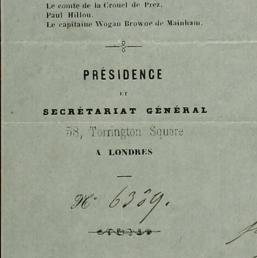 Le comte de la Crouel de Prez.
Paul Hillou.
Le capitaine Wogan Browne de Mainham.
PRÉSIDENCE
ET
SECRÉTARIAT GÉNÉRAL
58, Torrington Square
A LONDRES
No 6309.